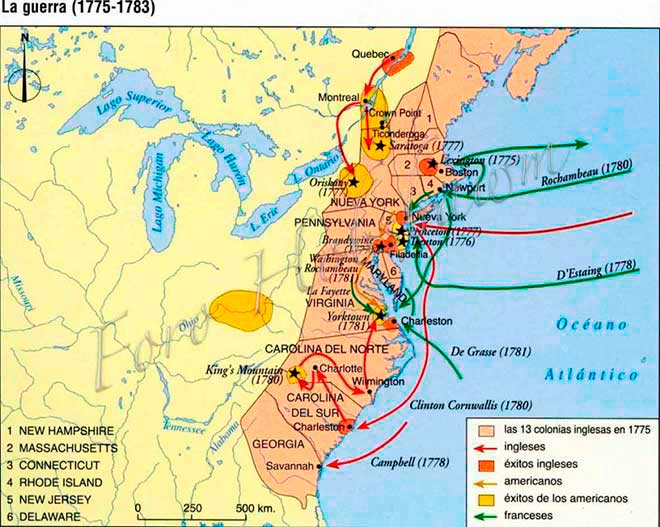 La guerra (1775-1783)
N
Quebec
Montreal
Crown Point
Ticonderoga
Saratoga (1777)
Lago Superior
Lago Hurón
Lago Michigan
L. Ontario
L. Erie
Oriskany
(1777)
1
2
3
4
Lexington (1775)
Boston
Newport
Rochambeau (1780)
NUEVA YORK
PENNSYLVANIA
5
Nueva York
Princeton (1777)
Trenton (1776)
Brandywine
(1777)
Filadelfia
Washington
Rochambeau
(1781)
MARYLAND
6
La Fayette
VIRGINIA
Yorktown
(1781)
Charleston
D'Estaing (1778)
Océano
Atlántico
De Grasse (1781)
Missouri
Ohio
CAROLINA DEL NORTE
King's Mountain
(1780)
Charlotte
Wilmington
CAROLINA
DEL SUR
Clinton Cornwallis (1780)
Charleston
Tennessee
Alabama
GEORGIA
Savannah
Campbell (1778)
1 NEW HAMPSHIRE
2 MASSACHUSETTS
3 CONNECTICUT
4 RHODE ISLAND
5 NEW JERSEY
6 DELAWARE
0 250 500 km.
las 13 colonias inglesas en 1775
ingleses
éxitos ingleses
americanos
éxitos de los americanos
franceses